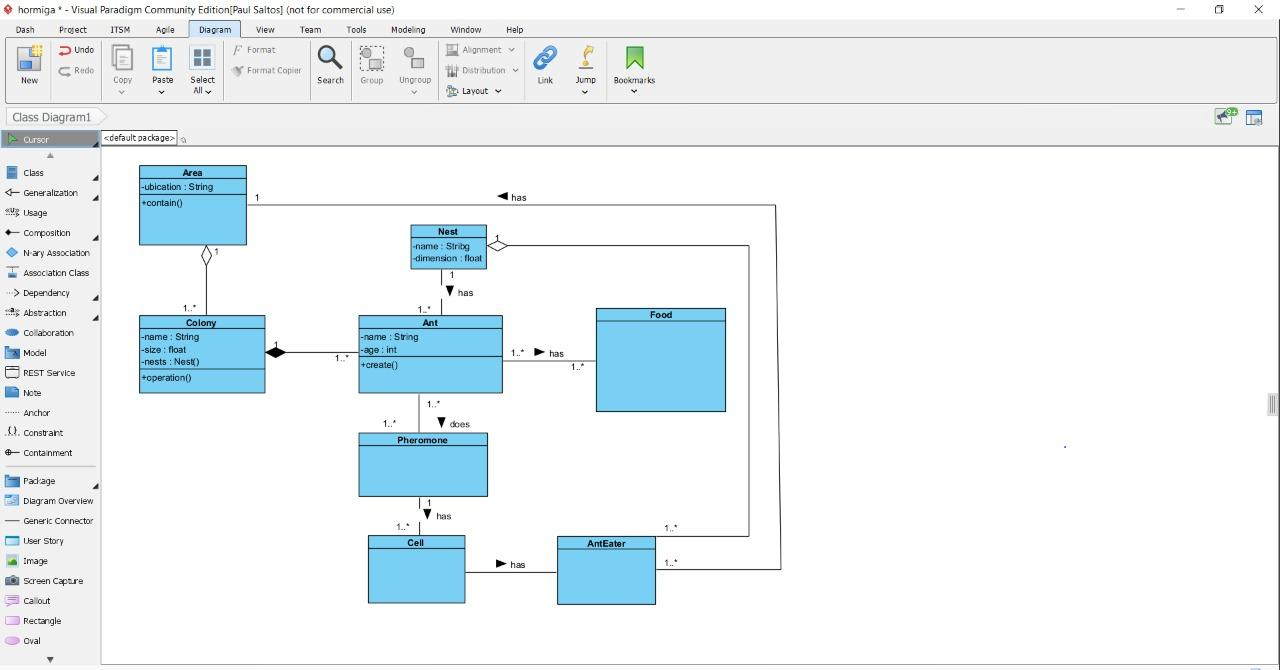 hormiga * - Visual Paradigm Community Edition[Paul Saltos] (not for commercial use)
Dash Project ITSM Agile Diagram View Team Tools Modeling Window Help
New
Undo
Redo
Copy
Paste
Select
All
Format
Format Copier
Search
Group
Ungroup
Alignment
Distribution
Layout
Link
Jump
Bookmarks
Class Diagram1
9+
Cursor
<default package>
Class
Generalization
Usage
Composition
N-ary Association
Association Class
Dependency
Abstraction
Collaboration
Model
REST Service
Note
Anchor
Constraint
Containment
Package
Diagram Overview
Generic Connector
User Story
Image
Screen Capture
Callout
Rectangle
Oval
Area
-ubication : String
+contain()
1
has
1
1..*
Nest
-name : Stribg
-dimension : float
1
1
has
1..*
Colony
-name : String
-size : float
-nests : Nest()
+operation()
1
1..*
Ant
-name : String
-age : int
+create()
1..*
has
1..*
Food
1..*
1..*
does
Pheromone
1
has
1..*
Cell
has
AntEater
1..*
1..*